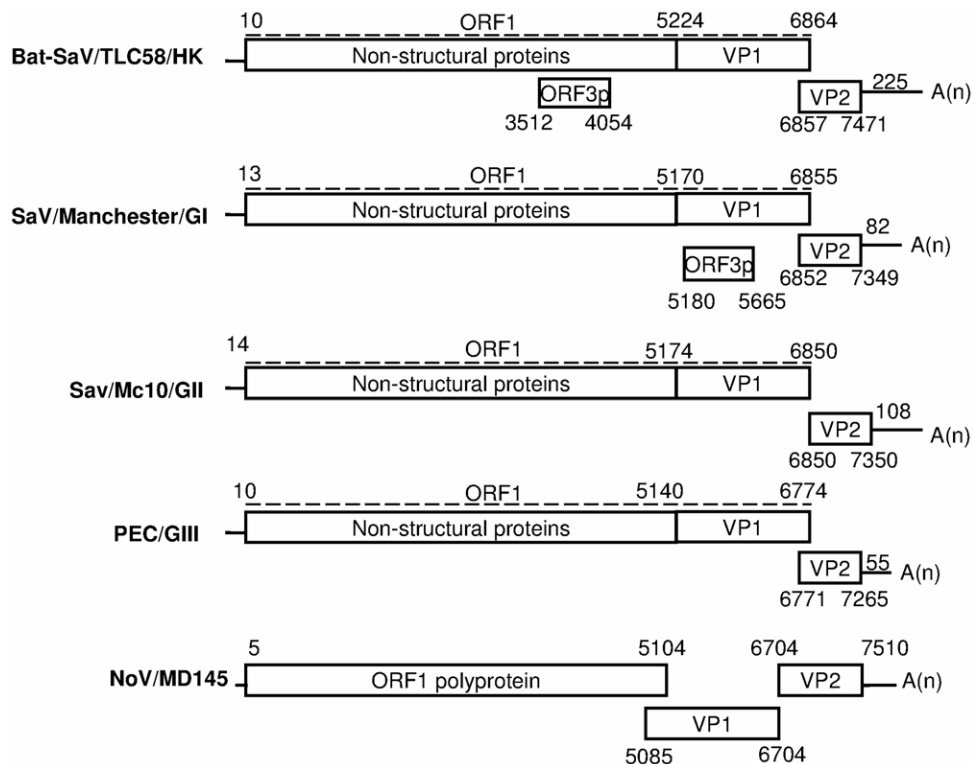 10 ORF1 5224 6864
Bat-SaV/TLC58/HK Non-structural proteins VP1
ORF3p VP2 225 A(n)
3512 4054 6857 7471
13 ORF1 5170 6855
SaV/Manchester/GI Non-structural proteins VP1
ORF3p VP2 82 A(n)
5180 5665 6852 7349
14 ORF1 5174 6850
Sav/Mc10/GII Non-structural proteins VP1
VP2 108 A(n)
6850 7350
10 ORF1 5140 6774
PEC/GIII Non-structural proteins VP1
VP2 55 A(n)
6771 7265
5 5104 6704 7510
NoV/MD145 ORF1 polyprotein VP2 A(n)
VP1
5085 6704